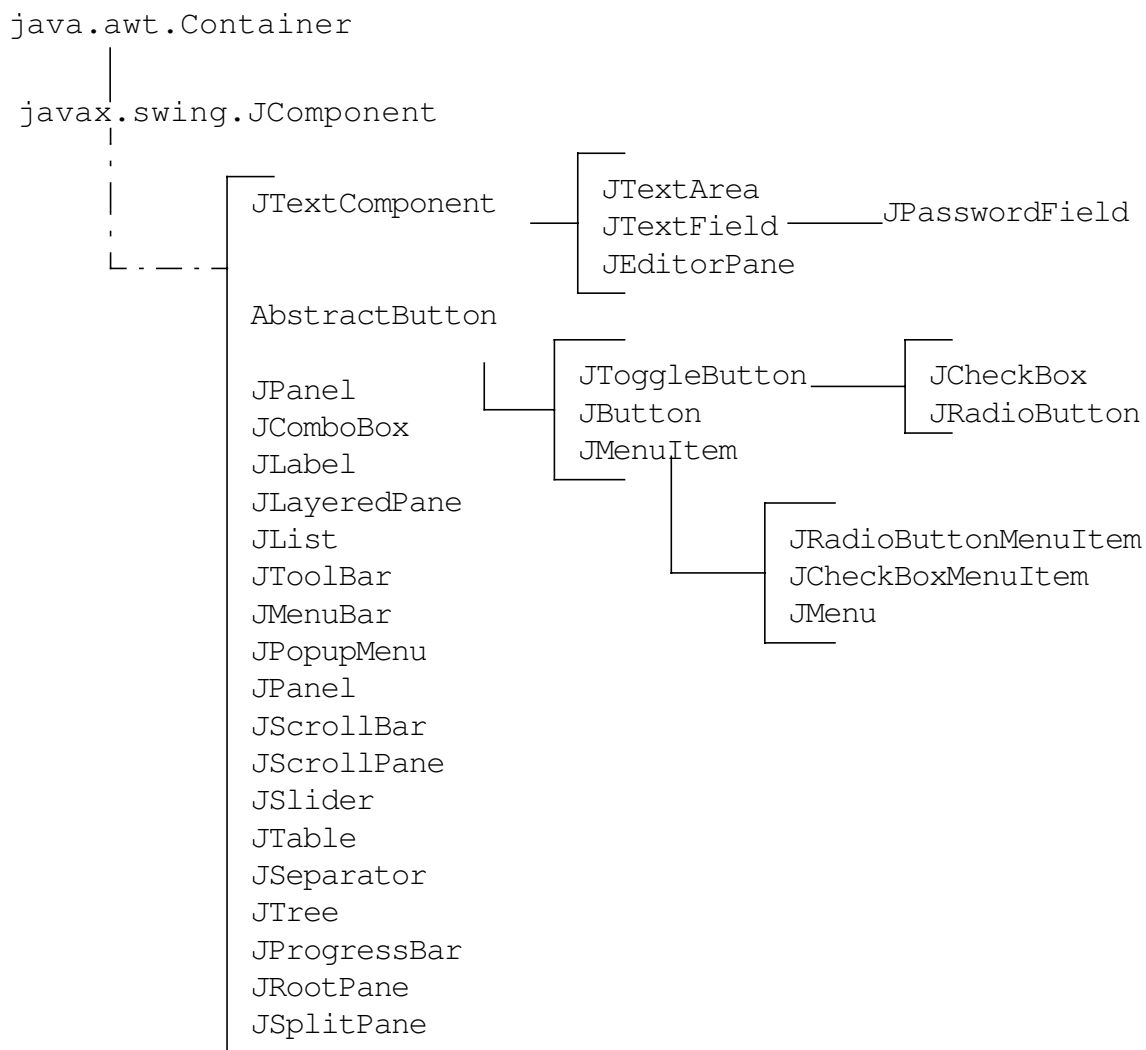 java.awt.Container
javax.swing.JComponent
JTextComponent
JTextArea
JTextField
JPasswordField
JEditorPane
AbstractButton
JToggleButton
JCheckBox
JButton
JRadioButton
JMenuItem
JRadioButtonMenuItem
JCheckBoxMenuItem
JMenu
JPanel
JComboBox
JLabel
JLayeredPane
JList
JToolBar
JMenuBar
JPopupMenu
JPanel
JScrollBar
JScrollPane
JSlider
JTable
JSeparator
JTree
JProgressBar
JRootPane
JSplitPane